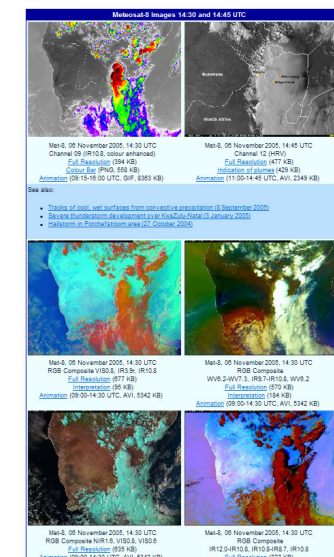 Meteosat-8 Images 14:30 and 14:45 UTC
Met-8, 06 November 2005, 14:30 UTC
Channel 09 (IR10.8, colour enhanced)
Full Resolution (394 KB)
Colour Bar (PNG, 558 KB)
Animation (09:15-16:00 UTC, GIF, 8363 KB)
Met-8, 06 November 2005, 14:45 UTC
Channel 12 (HRV)
Full Resolution (477 KB)
Indication of plumes (429 KB)
Animation (11:00-14:45 UTC, AVI, 2349 KB)
See also:
Tracks of cool, wet surfaces from convective precipitation (8 September 2005)
Severe thunderstorm development over KwaZulu-Natal (3 January 2005)
Hailstorm in Potchefstroom area (27 October 2004)
Met-8, 06 November 2005, 14:30 UTC
RGB Composite VIS0.8, IR3.9r, IR10.8
Full Resolution (677 KB)
Interpretation (96 KB)
Animation (09:00-14:30 UTC, AVI, 5342 KB)
Met-8, 06 November 2005, 14:30 UTC
RGB Composite
WV6.2-WV7.3, IR9.7-IR10.8, WV6.2
Full Resolution (570 KB)
Interpretation (184 KB)
Animation (09:00-14:30 UTC, AVI, 5342 KB)
Met-8, 06 November 2005, 14:30 UTC
RGB Composite NIR1.6, VIS0.8, VIS0.6
Full Resolution (635 KB)
Met-8, 06 November 2005, 14:30 UTC
RGB Composite
IR12.0-IR10.8, IR10.8-IR8.7, IR10.8